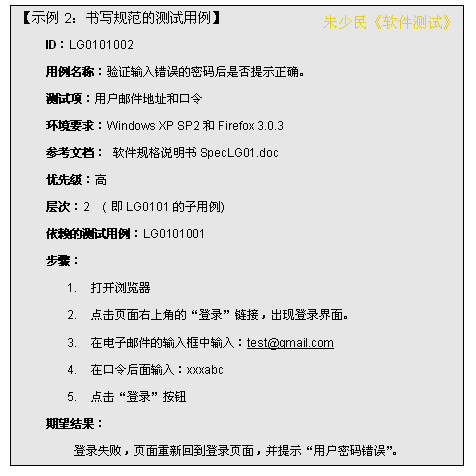 【示例 2：书写规范的测试用例】
朱少民《软件测试》
ID：LG0101002
用例名称：验证输入错误的密码后是否提示正确。
测试项：用户邮件地址和口令
环境要求：Windows XP SP2 和 Firefox 3.0.3
参考文档： 软件规格说明书 SpecLG01.doc
优先级：高
层次：2 （即 LG0101 的子用例)
依赖的测试用例：LG0101001
步骤：
1. 打开浏览器
2. 点击页面右上角的“登录”链接，出现登录界面。
3. 在电子邮件的输入框中输入：test@gmail.com
4. 在口令后面输入：xxxabc
5. 点击“登录”按钮
期望结果：
登录失败，页面重新回到登录页面，并提示“用户密码错误”。